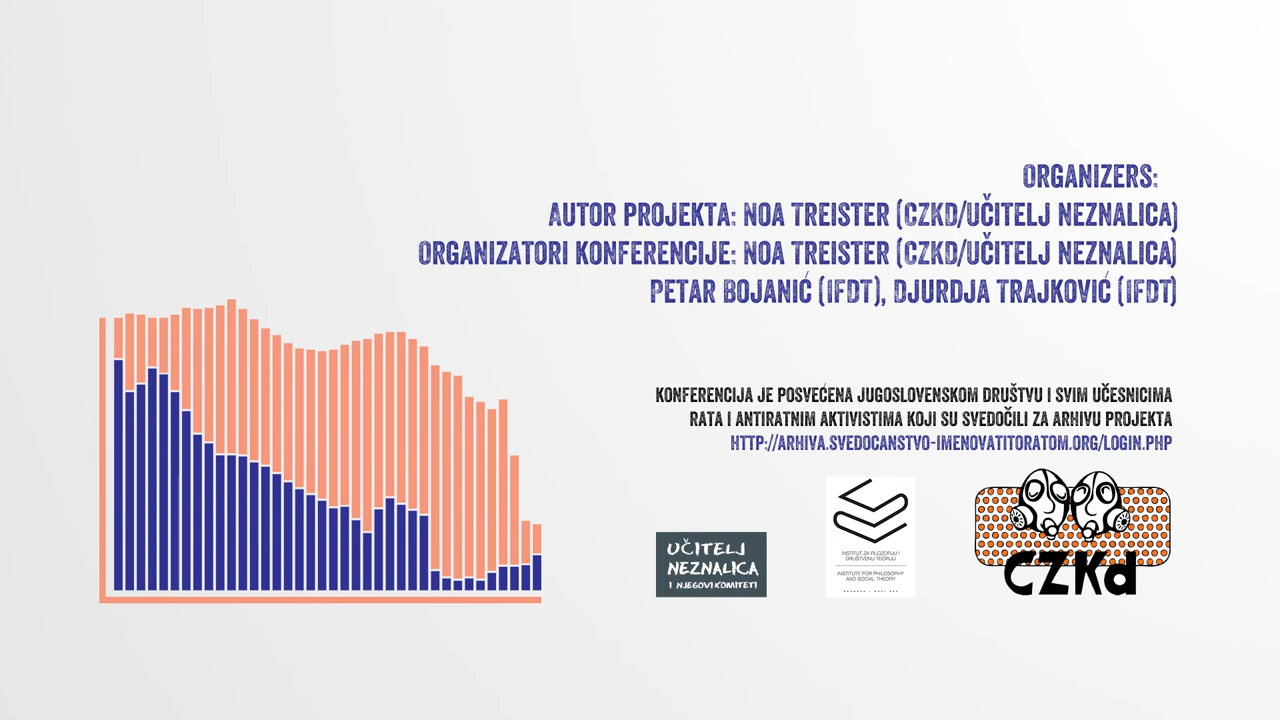 ORGANIZERS:
AUTOR PROJEKTA: NOA TREISTER (CZKD/UČITELJ NEZNALICA)
ORGANIZATORI KONFERENCIJE: NOA TREISTER (CZKD/UČITELJ NEZNALICA)
PETAR BOJANIĆ (IFDT), DJURDJA TRAJKOVIĆ (IFDT)
KONFERENCIJA JE POSVEĆENA JUGOSLOVENSKOM DRUŠTVU I SVIM UČESNICIMA
RATA I ANTIRATNIM AKTIVISTIMA KOJI SU SVEDOČILI ZA ARHIVU PROJEKTA
HTTP://ARHIVA.SVEDOCANSTVO-IMENOVATITORATOM.ORG/LOGIN.PHP
UČITELJ
NEZNALICA
I NJEGOVI KOMITETI
INSTITUT ZA FILOZOFIJU I
DRUŠTVENU TEORIJU
INSTITUTE FOR PHILOSOPHY
AND SOCIAL THEORY
CZKd